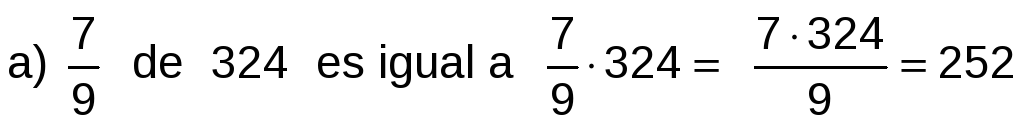 a) 7/9 de 324 es igual a 7/9 · 324 = 7 · 324/9 = 252